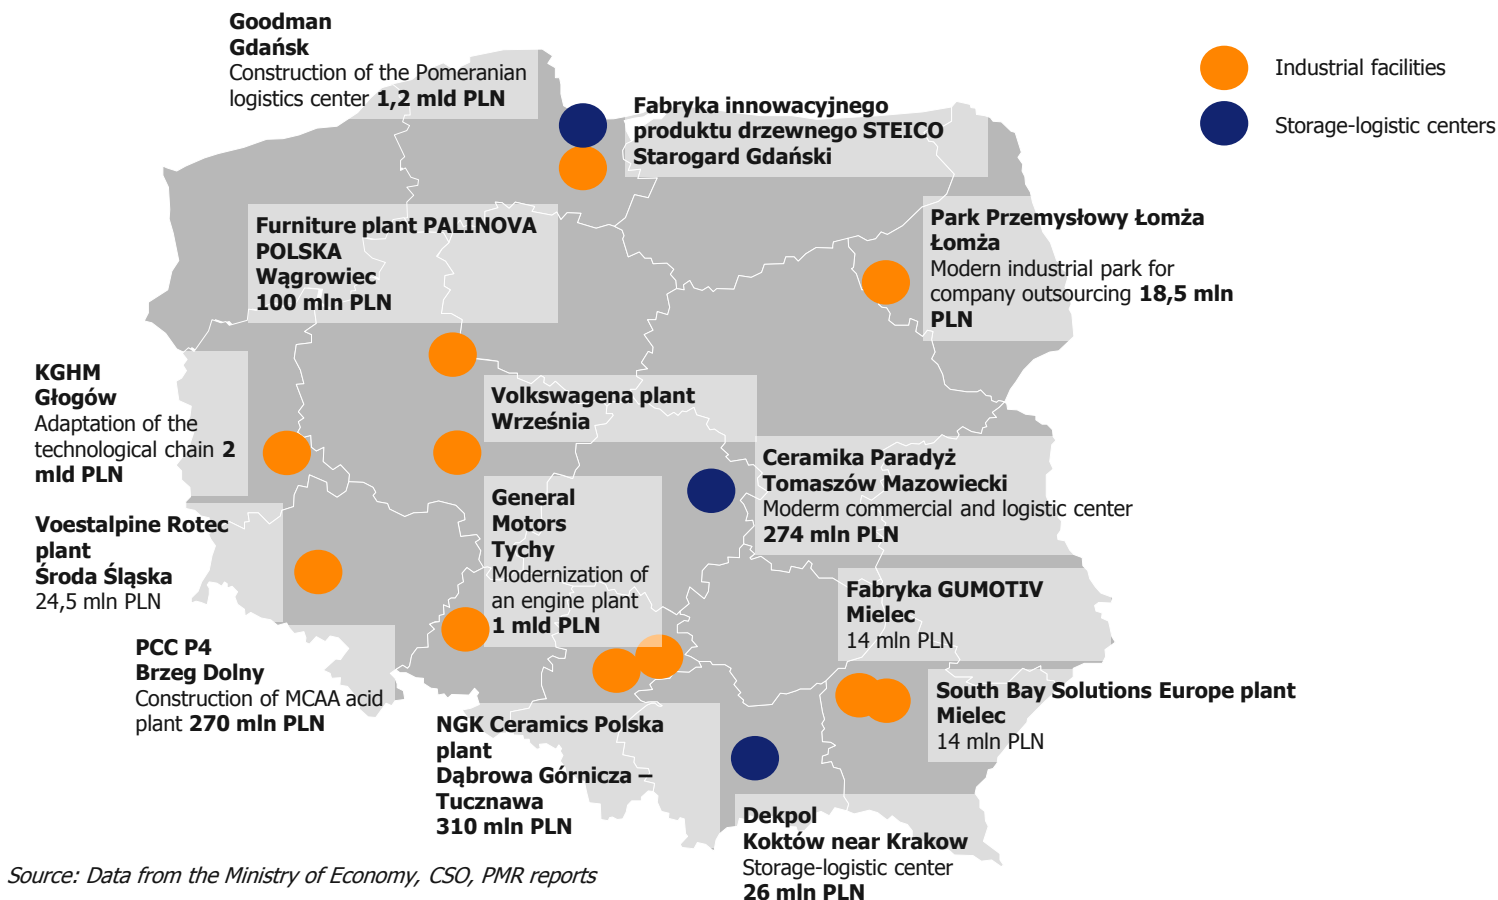 Goodman
Gdańsk
Construction of the Pomeranian
logistics center 1,2 mld PLN
Industrial facilities
Storage-logistic centers
Fabryka innowacyjnego
produktu drzewnego STEICO
Starogard Gdański
Furniture plant PALINOVA
POLSKA
Wągrowiec
100 mln PLN
Park Przemysłowy Łomża
Łomża
Modern industrial park for
company outsourcing 18,5 mln
PLN
KGHM
Głogów
Adaptation of the
technological chain 2
mld PLN
Volkswagena plant
Września
Ceramika Paradyż
Tomaszów Mazowiecki
Moderm commercial and logistic center
274 mln PLN
General
Motors
Tychy
Modernization of
an engine plant
1 mld PLN
Voestalpine Rotec
plant
Środa Śląska
24,5 mln PLN
Fabryka GUMOTIV
Mielec
14 mln PLN
PCC P4
Brzeg Dolny
Construction of MCAA acid
plant 270 mln PLN
South Bay Solutions Europe plant
Mielec
14 mln PLN
NGK Ceramics Polska
plant
Dąbrowa Górnicza –
Tucznawa
310 mln PLN
Dekpol
Koktów near Krakow
Storage-logistic center
26 mln PLN
Source: Data from the Ministry of Economy, CSO, PMR reports